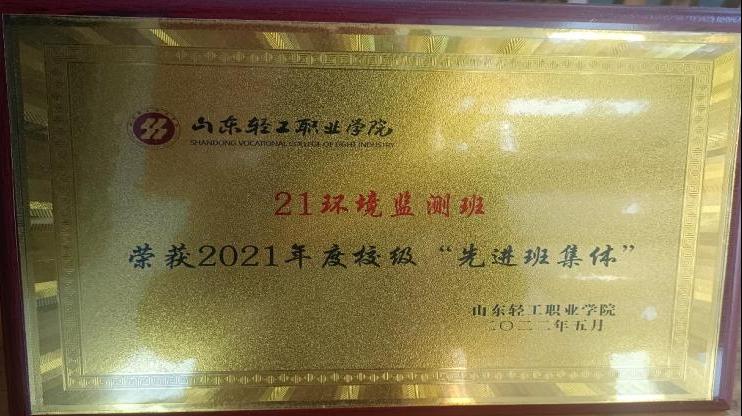 山东轻工职业学院
SHANDONG VOCATIONAL COLLEGE OF LIGHT INDUSTRY
21环境监测班
荣获2021年度校级“先进班集体”
山东轻工职业学院
二〇二二年五月